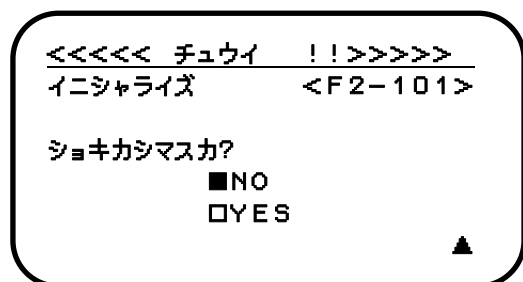 <<<<< チュウイ !!>>>>>
イニシャライズ <F2-101>
ショキカシマスカ?
■NO
□YES
▲